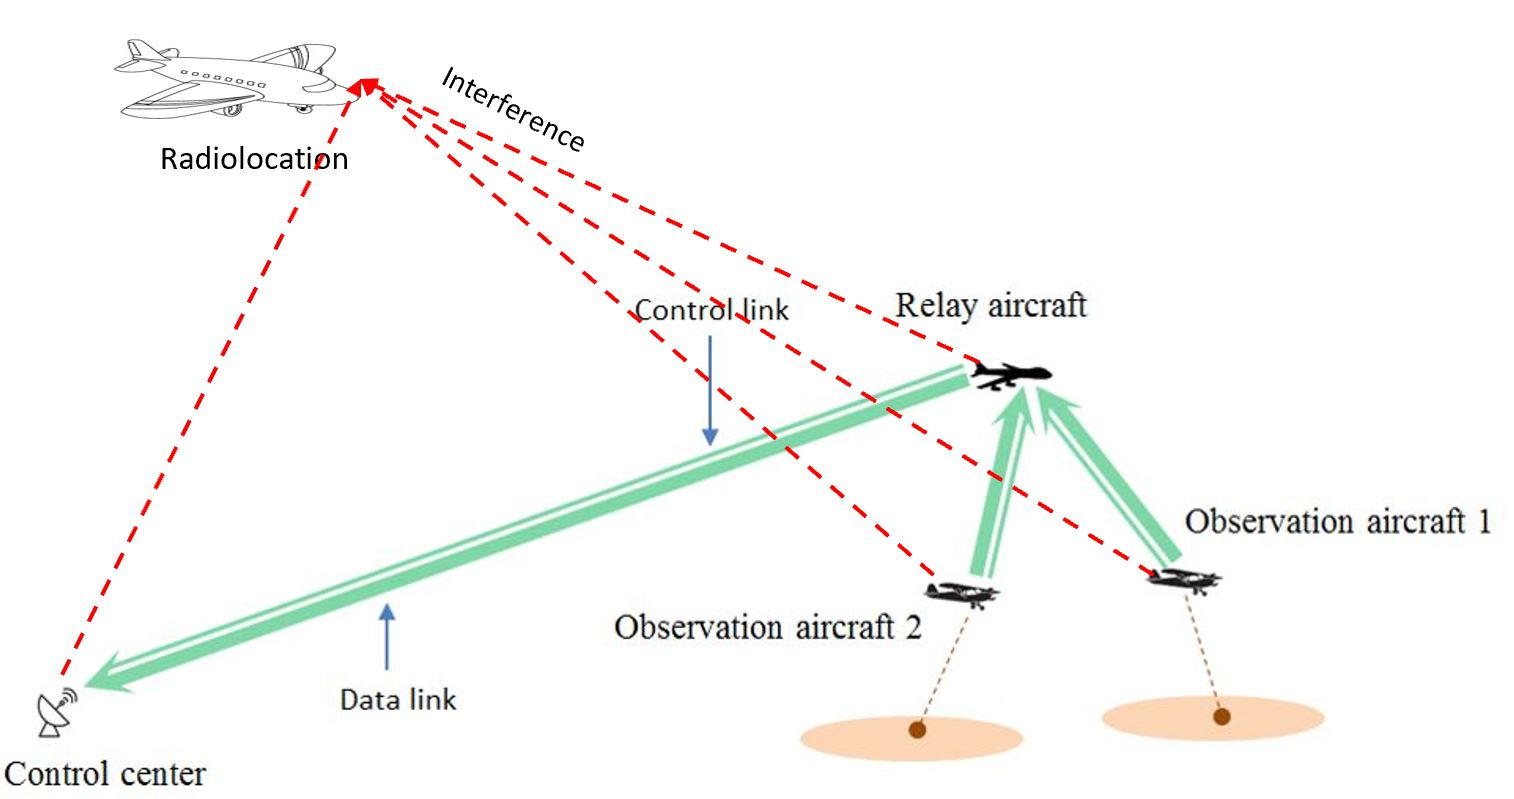 Interference
Radiolocation
Relay aircraft
Control link
Observation aircraft 1
Observation aircraft 2
Data link
Control center